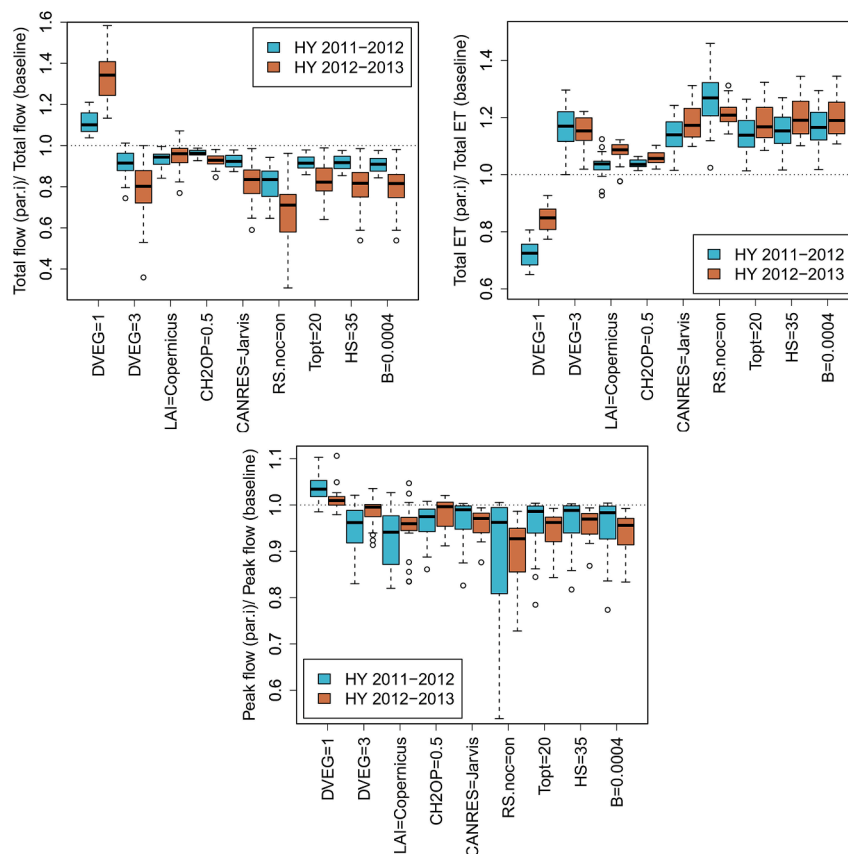 Total flow (par.i)/ Total flow (baseline)
1.6
1.4
1.2
1.0
0.8
0.6
0.4
HY 2011−2012
HY 2012−2013
DVEG=1
DVEG=3
LAI=Copernicus
CH2OP=0.5
CANRES=Jarvis
RS.noc=on
Topt=20
HS=35
B=0.0004
Total ET (par.i)/ Total ET (baseline)
1.4
1.2
1.0
0.8
0.6
HY 2011−2012
HY 2012−2013
DVEG=1
DVEG=3
LAI=Copernicus
CH2OP=0.5
CANRES=Jarvis
RS.noc=on
Topt=20
HS=35
B=0.0004
Peak flow (par.i)/ Peak flow (baseline)
1.1
1.0
0.9
0.8
0.7
0.6
HY 2011−2012
HY 2012−2013
DVEG=1
DVEG=3
LAI=Copernicus
CH2OP=0.5
CANRES=Jarvis
RS.noc=on
Topt=20
HS=35
B=0.0004